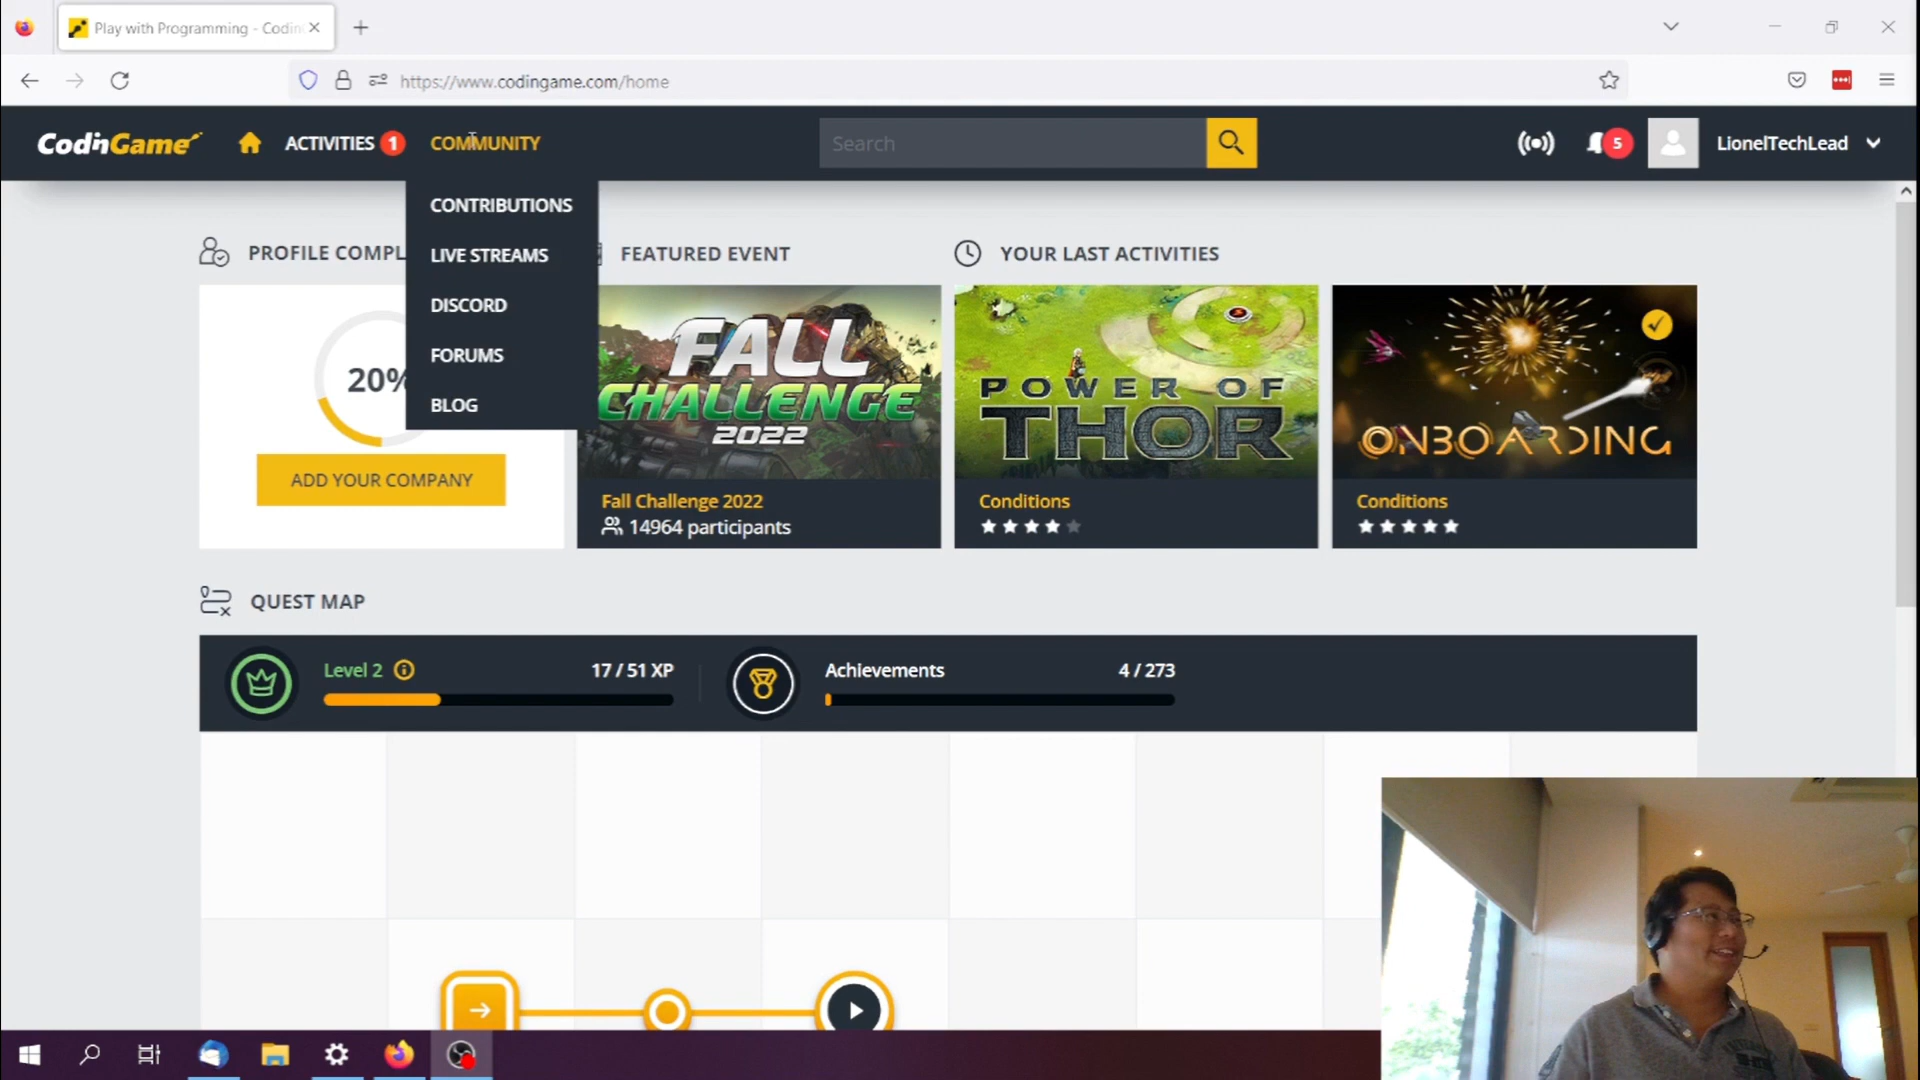 Play with Programming - Codin
https://www.codingame.com/home
CodinGame
ACTIVITIES 1
COMMUNITY
Search
5
LionelTechLead
CONTRIBUTIONS
LIVE STREAMS
DISCORD
FORUMS
BLOG
PROFILE COMPL
FEATURED EVENT
YOUR LAST ACTIVITIES
20%
ADD YOUR COMPANY
FALL
CHALLENGE
2022
Fall Challenge 2022
14964 participants
POWER OF
THOR
Conditions
ONBOARDING
Conditions
QUEST MAP
Level 2
17 / 51 XP
Achievements
4 / 273